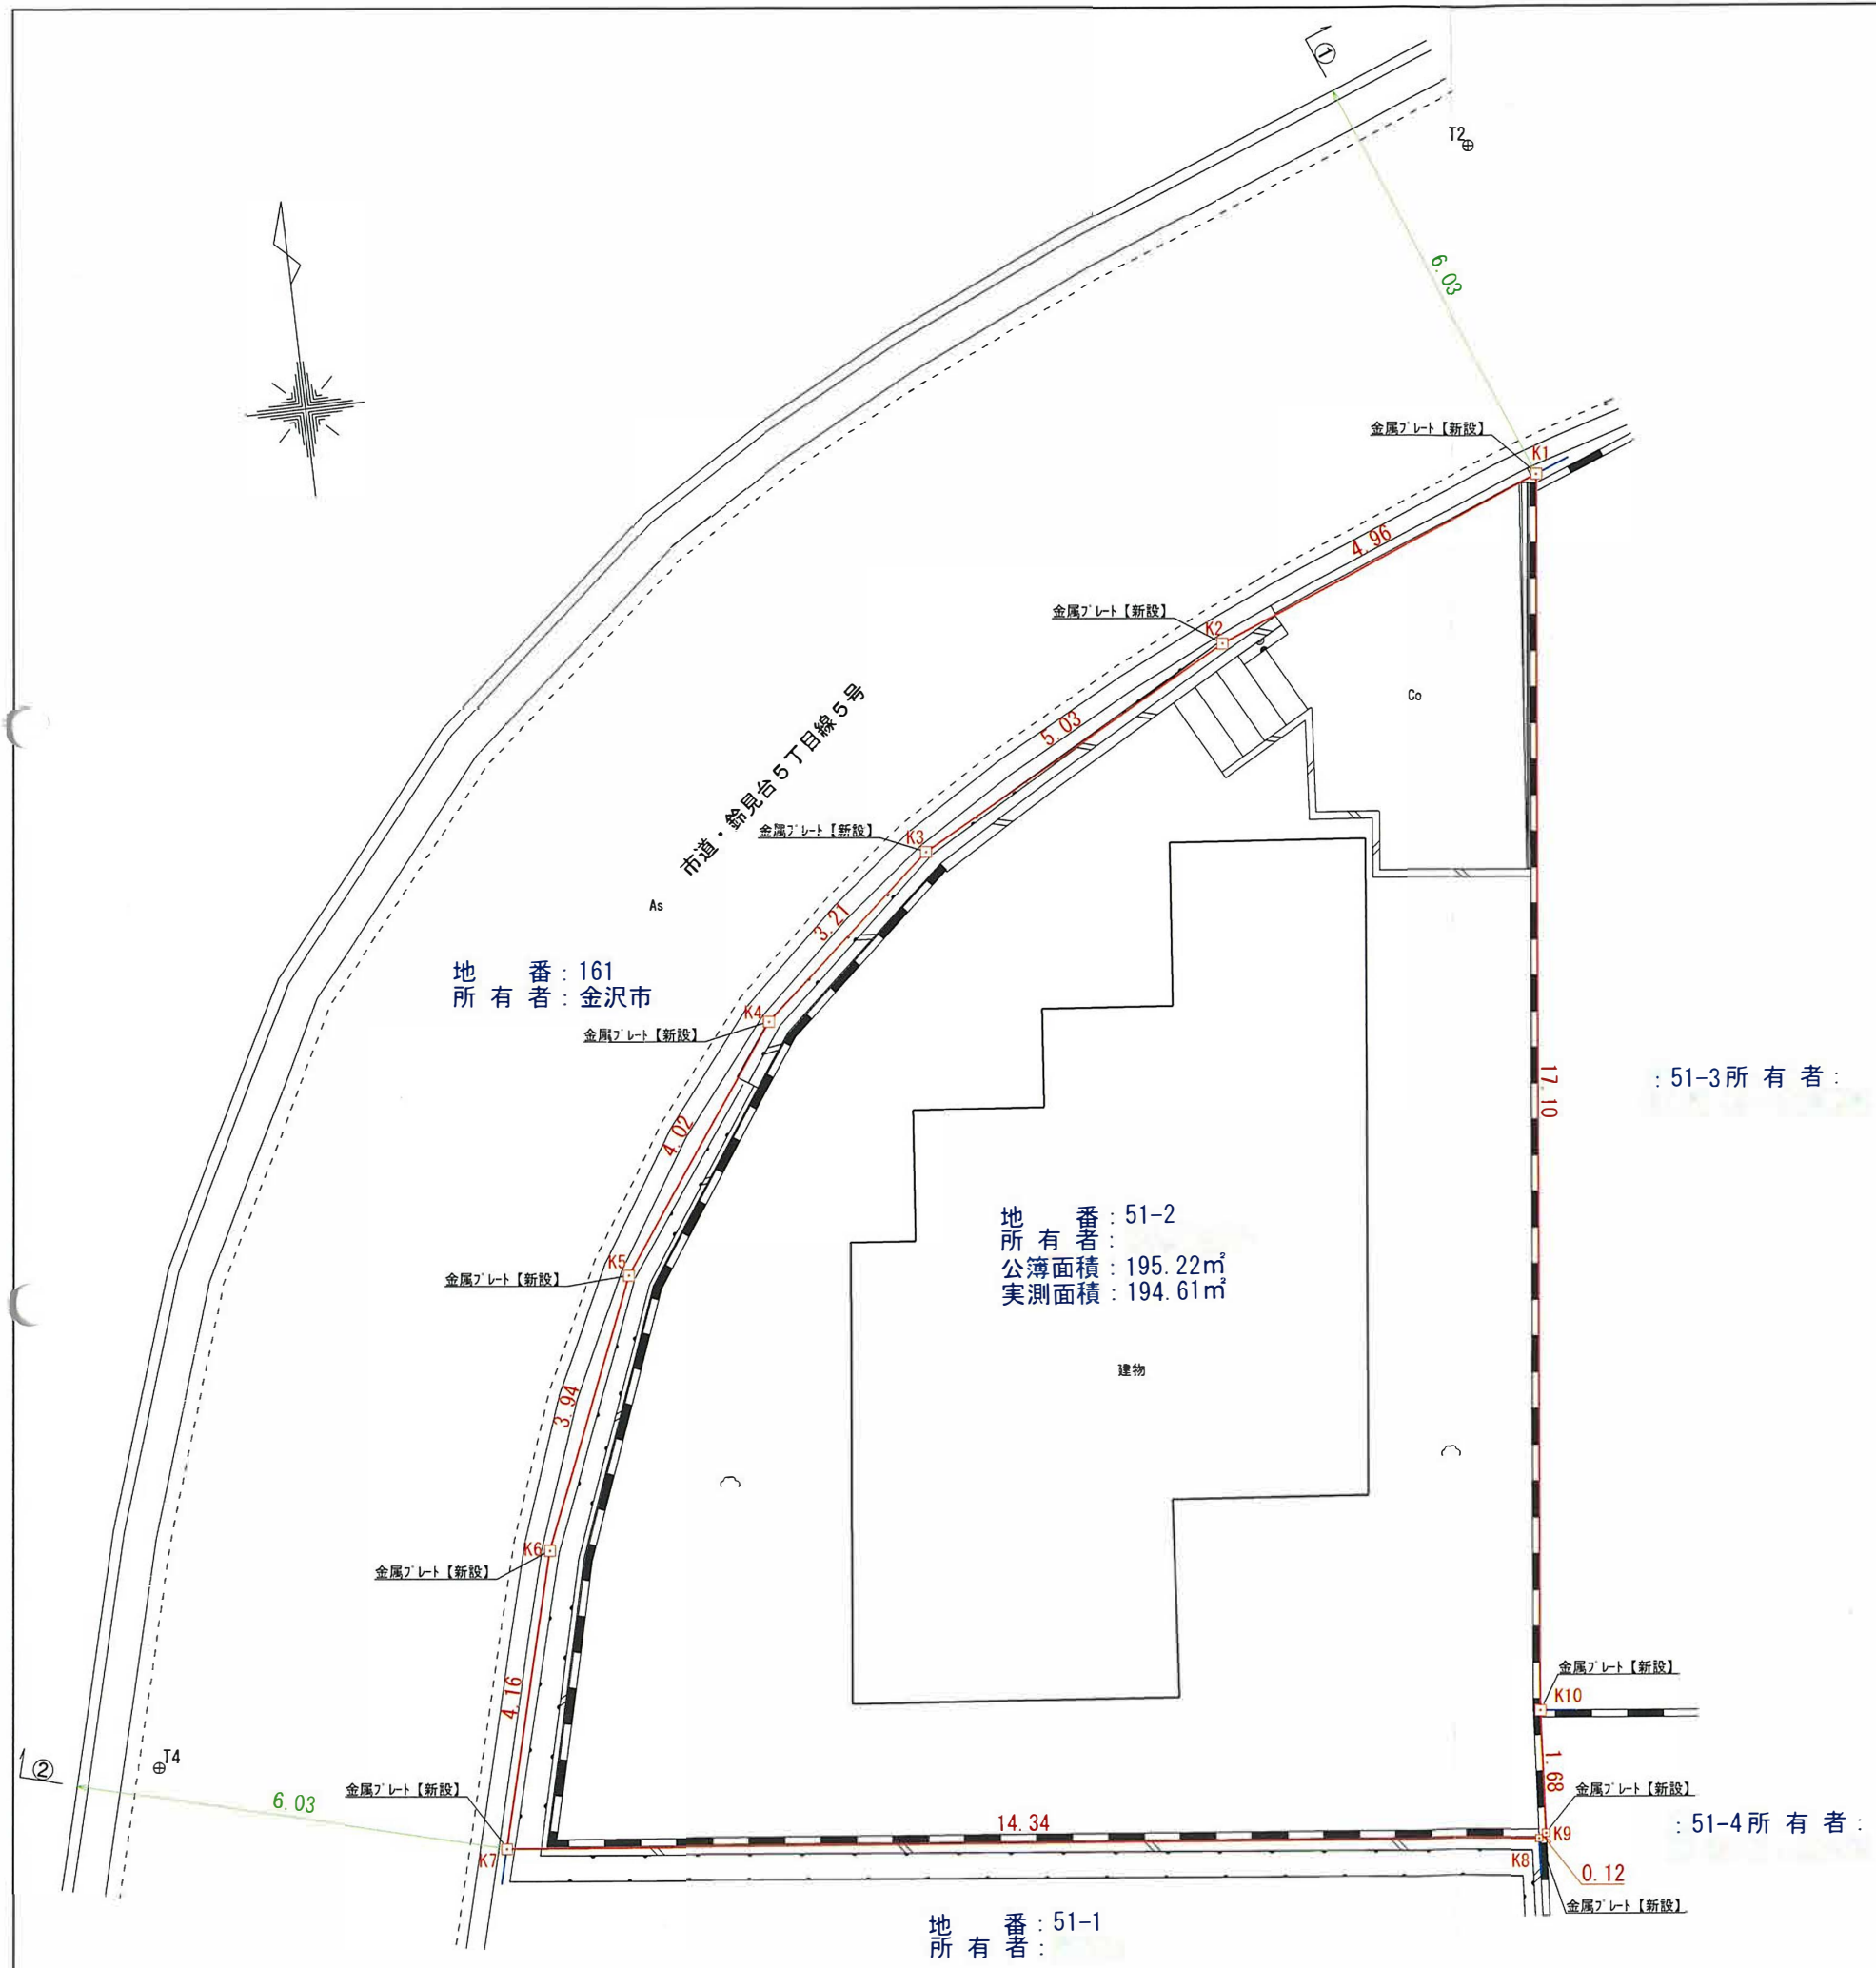 ①
T2
6.03
金属プレート【新設】
K1
4.96
金属プレート【新設】
K2
Co
5.03
市道・鈴見台５丁目線５号
金属プレート【新設】
K3
As
3.21
地　　番：161
所 有 者：金沢市
K4
金属プレート【新設】
17.10
：51-3所 有 者：
4.02
地　　番：51-2
所 有 者：
公簿面積：195.22㎡
実測面積：194.61㎡
K5
金属プレート【新設】
建物
3.94
K6
金属プレート【新設】
金属プレート【新設】
K10
4.16
T4
②
1.68
金属プレート【新設】
金属プレート【新設】
6.03
14.34
：51-4所 有 者：
K9
K7
K8
0.12
金属プレート【新設】
地　　番：51-1
所 有 者：